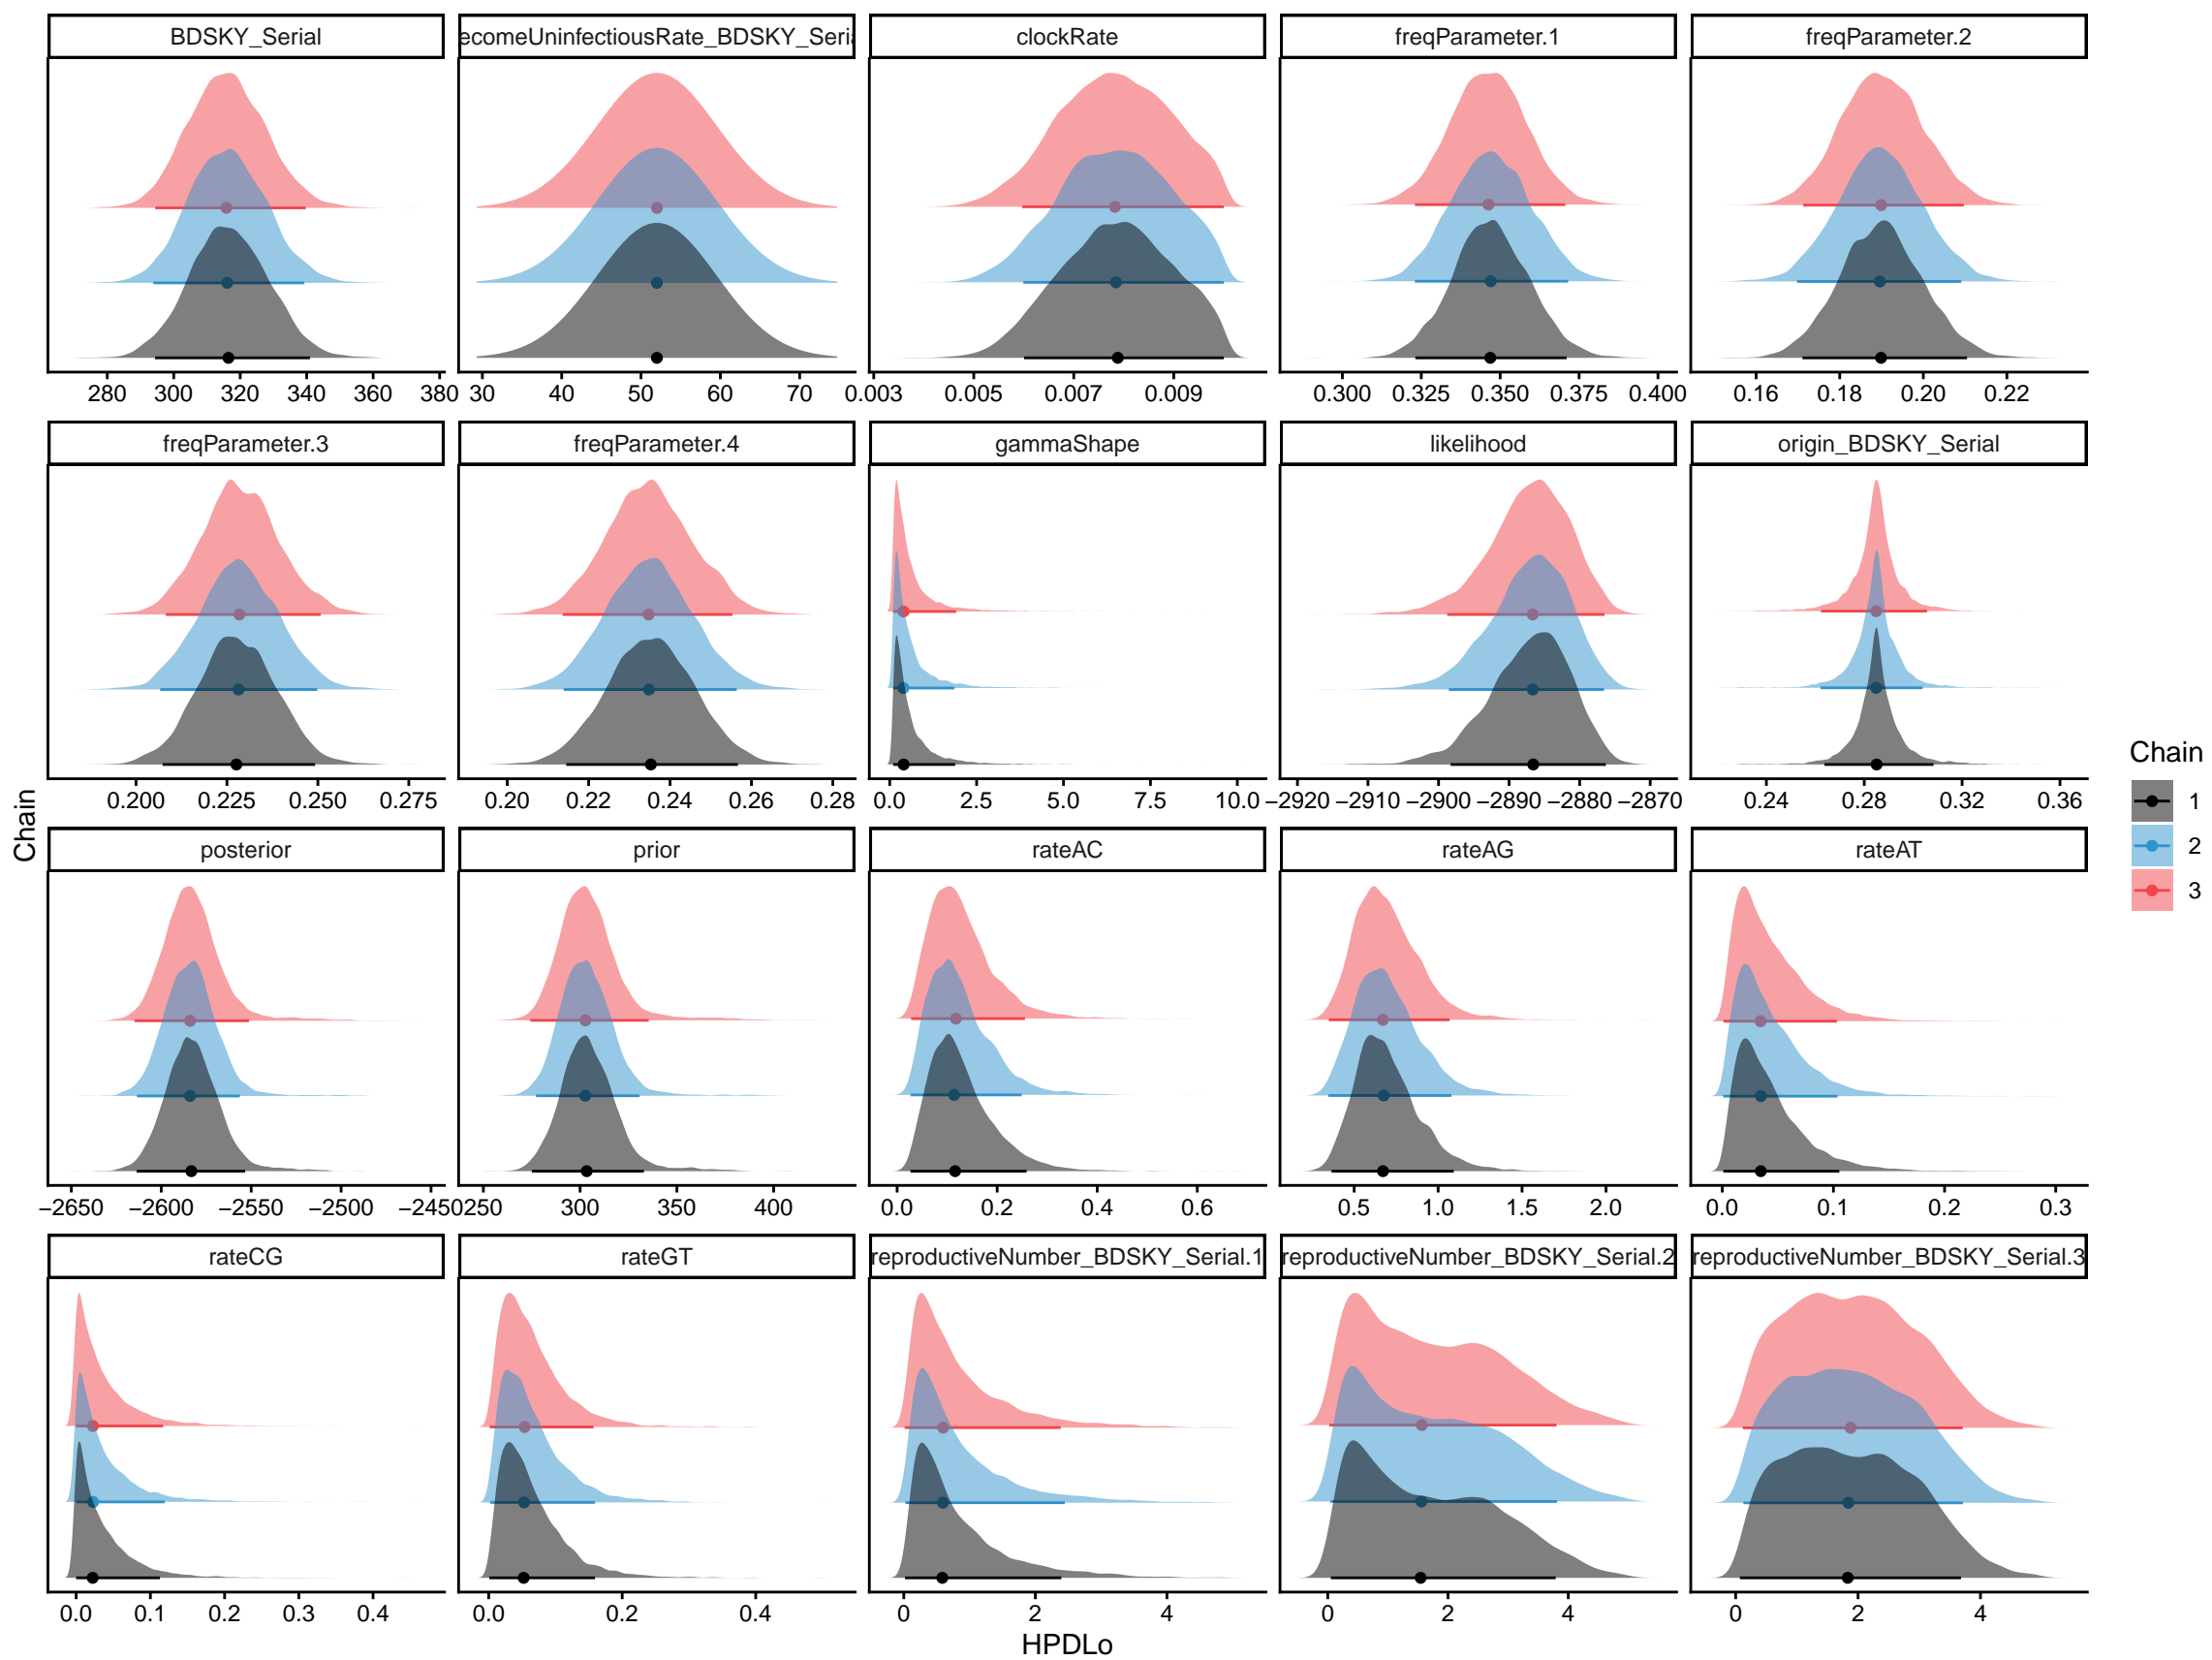 BDSKY_Serial
ecomeUninfectiousRate_BDSKY_Seri
clockRate
freqParameter.1
freqParameter.2
280 300 320 340 360 380
30 40 50 60 70
0.003 0.005 0.007 0.009
0.300 0.325 0.350 0.375 0.400
0.16 0.18 0.20 0.22
freqParameter.3
freqParameter.4
gammaShape
likelihood
origin_BDSKY_Serial
0.200 0.225 0.250 0.275
0.20 0.22 0.24 0.26 0.28
0.0 2.5 5.0 7.5 10.0
−2920 −2910 −2900 −2890 −2880 −2870
0.24 0.28 0.32 0.36
posterior
prior
rateAC
rateAG
rateAT
−2650 −2600 −2550 −2500 −2450
250 300 350 400
0.0 0.2 0.4 0.6
0.5 1.0 1.5 2.0
0.0 0.1 0.2 0.3
rateCG
rateGT
reproductiveNumber_BDSKY_Serial.1
reproductiveNumber_BDSKY_Serial.2
reproductiveNumber_BDSKY_Serial.3
0.0 0.1 0.2 0.3 0.4
0.0 0.2 0.4
0 2 4
0 2 4
0 2 4
HPDLo
Chain
Chain
1
2
3